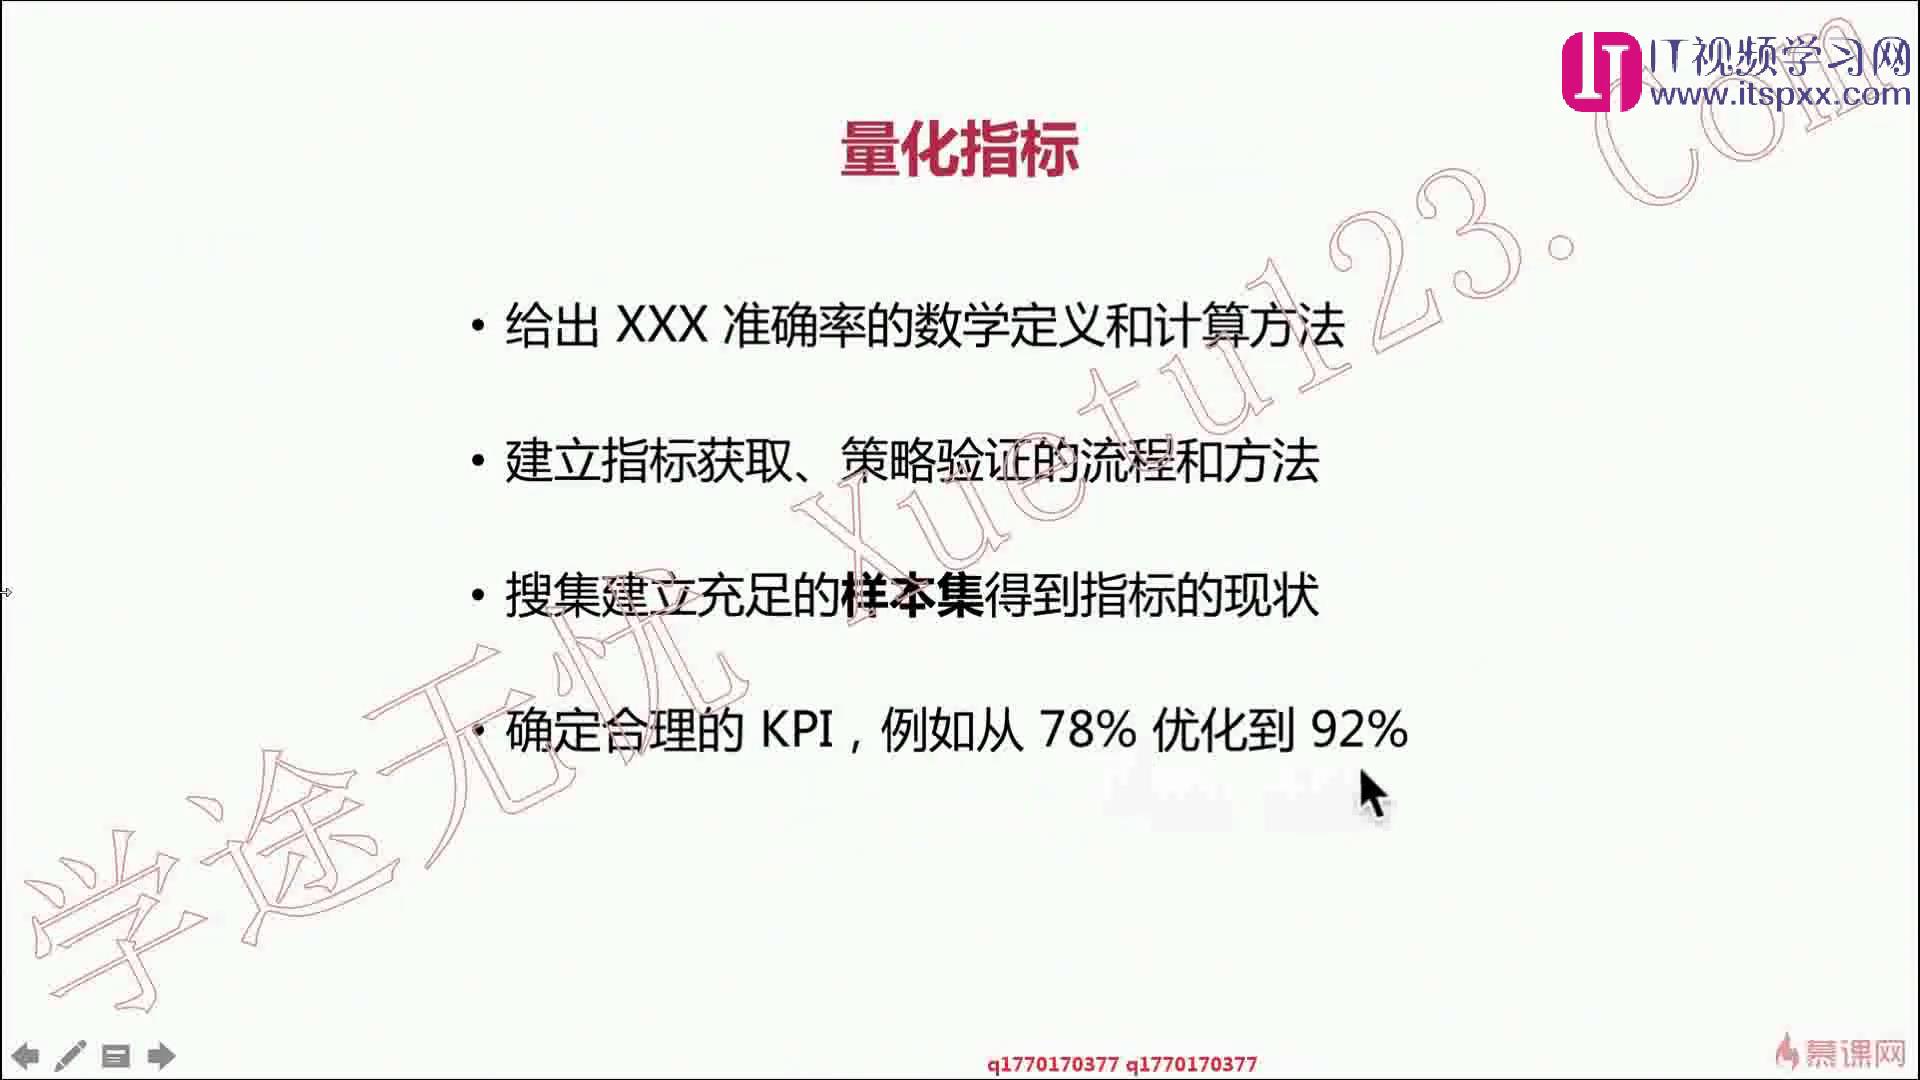 IT视频学习网
www.itspxx.com
量化指标
• 给出 XXX 准确率的数学定义和计算方法
• 建立指标获取、策略验证的流程和方法
• 搜集建立充足的样本集得到指标的现状
• 确定合理的 KPI，例如从 78% 优化到 92%
学途无忧 Xuetu123.Com
q1770170377 q1770170377
慕课网